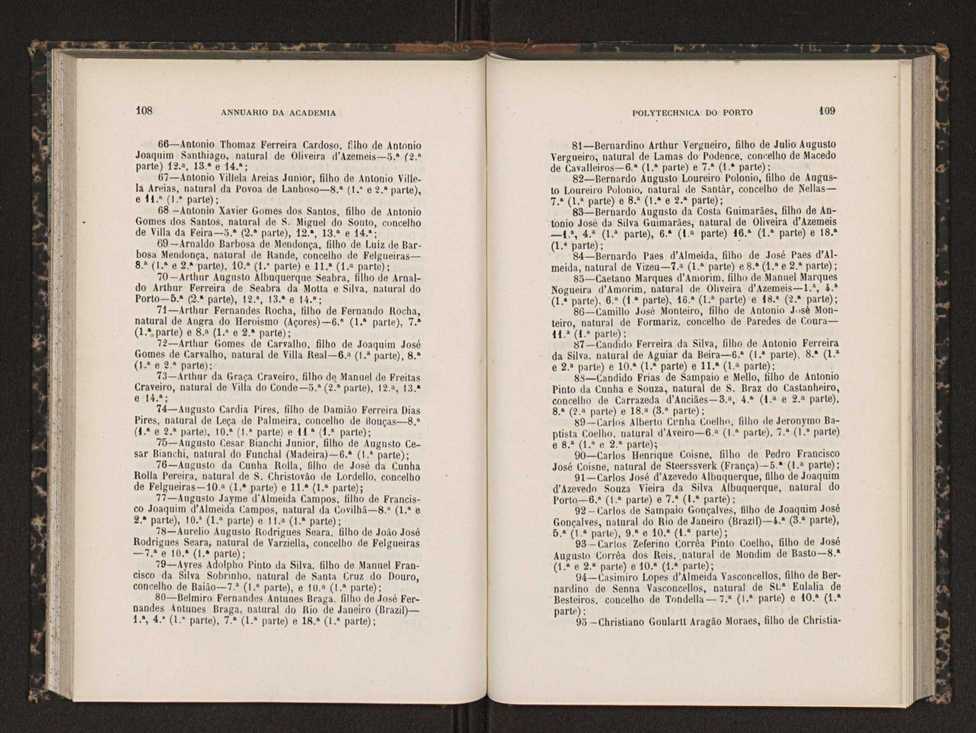 108 ANNUARIO DA ACADEMIA
66—Antonio Thomaz Ferreira Cardoso, filho de Antonio
Joaquim Santhiago, natural de Oliveira d'Azemeis—5.ª (2.ª
parte) 12.ª, 13.ª e 14.ª;
67—Antonio Villela Areias Junior, filho de Antonio Ville-
la Areias, natural da Povoa de Lanhoso—8.ª (1.ª e 2.ª parte),
e 11.ª (1.ª parte);
68—Antonio Xavier Gomes dos Santos, filho de Antonio
Gomes dos Santos, natural de S. Miguel do Souto, concelho
de Villa da Feira—5.ª (2.ª parte), 12.ª, 13.ª e 14.ª;
69—Arnaldo Barbosa de Mendonça, filho de Luiz de Bar-
bosa Mendonça, natural de Rande, concelho de Felgueiras—
8.ª (1.ª e 2.ª parte), 10.ª (1.ª parte) e 11.ª (1.ª parte);
70—Arthur Augusto Albuquerque Seabra, filho de Arnal-
do Arthur Ferreira de Seabra da Motta e Silva, natural do
Porto—5.ª (2.ª parte), 12.ª, 13.ª e 14.ª;
71—Arthur Fernandes Rocha, filho de Fernando Rocha,
natural de Angra do Heroismo (Açores)—6.ª (1.ª parte), 7.ª
(1.ª parte) e 8.ª (1.ª e 2.ª parte);
72—Arthur Gomes de Carvalho, filho de Joaquim José
Gomes de Carvalho, natural de Villa Real—6.ª (1.ª parte), 8.ª
(1.ª e 2.ª parte);
73—Arthur da Graça Craveiro, filho de Manuel de Freitas
Craveiro, natural de Villa do Conde—5.ª (2.ª parte), 12.ª, 13.ª
e 14.ª;
74—Augusto Cardia Pires, filho de Damião Ferreira Dias
Pires, natural de Leça de Palmeira, concelho de Bouças—8.ª
(1.ª e 2.ª parte), 10.ª (1.ª parte) e 11.ª (1.ª parte);
75—Augusto Cesar Bianchi Junior, filho de Augusto Ce-
sar Bianchi, natural do Funchal (Madeira)—6.ª (1.ª parte);
76—Augusto da Cunha Rolla, filho de José da Cunha
Rolla Pereira, natural de S. Christovão de Lordello, concelho
de Felgueiras—10.ª (1.ª parte) e 11.ª (1.ª parte);
77—Augusto Jayme d'Almeida Campos, filho de Francis-
co Joaquim d'Almeida Campos, natural da Covilhã—8.ª (1.ª e
2.ª parte), 10.ª (1.ª parte) e 11.ª (1.ª parte);
78—Aurelio Augusto Rodrigues Seara, filho de João José
Rodrigues Seara, natural de Varziella, concelho de Felgueiras
—7.ª e 10.ª (1.ª parte);
79—Ayres Adolpho Pinto da Silva, filho de Manuel Fran-
cisco da Silva Sobrinho, natural de Santa Cruz do Douro,
concelho de Baião—7.ª (1.ª parte), e 10.ª (1.ª parte);
80—Belmiro Fernandes Antunes Braga, filho de José Fer-
nandes Antunes Braga, natural do Rio de Janeiro (Brazil)—
1.ª, 4.ª (1.ª parte), 7.ª (1.ª parte) e 18.ª (1.ª parte);
POLYTECHNICA DO PORTO 109
81—Bernardino Arthur Vergueiro, filho de Julio Augusto
Vergueiro, natural de Lamas do Podence, concelho de Macedo
de Cavalleiros—6.ª (1.ª parte) e 7.ª (1.ª parte);
82—Bernardo Augusto Loureiro Polonio, filho de Augus-
to Loureiro Polonio, natural de Santàr, concelho de Nellas—
7.ª (1.ª parte) e 8.ª (1.ª e 2.ª parte);
83—Bernardo Augusto da Costa Guimarães, filho de An-
tonio José da Silva Guimarães, natural de Oliveira d'Azemeis
—1.ª, 4.ª (1.ª parte), 6.ª (1.ª parte) 16.ª (1.ª parte) e 18.ª
(1.ª parte);
84—Bernardo Paes d'Almeida, filho de José Paes d'Al-
meida, natural de Vizeu—7.ª (1.ª parte) e 8.ª (1.ª e 2.ª parte);
85—Caetano Marques d'Amorim, filho de Manuel Marques
Nogueira d'Amorim, natural de Oliveira d'Azemeis—1.ª, 4.ª
(1.ª parte), 6.ª (1.ª parte), 16.ª (1.ª parte) e 18.ª (2.ª parte);
86—Camillo José Monteiro, filho de Antonio José Mon-
teiro, natural de Formariz, concelho de Paredes de Coura—
11.ª (1.ª parte);
87—Candido Ferreira da Silva, filho de Antonio Ferreira
da Silva, natural de Aguiar da Beira—6.ª (1.ª parte), 8.ª (1.ª
e 2.ª parte) e 10.ª (1.ª parte) e 11.ª (1.ª parte);
88—Candido Frias de Sampaio e Mello, filho de Antonio
Pinto da Cunha e Souza, natural de S. Braz do Castanheiro,
concelho de Carrazeda d'Anciães—3.ª, 4.ª (1.ª e 2.ª parte),
8.ª (2.ª parte) e 18.ª (3.ª parte);
89—Carlos Alberto Cunha Coelho, filho de Jeronymo Ba-
ptista Coelho, natural d'Aveiro—6.ª (1.ª parte), 7.ª (1.ª parte)
e 8.ª (1.ª e 2.ª parte);
90—Carlos Henrique Coisne, filho de Pedro Francisco
José Coisne, natural de Steerssverk (França)—5.ª (1.ª parte);
91—Carlos José d'Azevedo Albuquerque, filho de Joaquim
d'Azevedo Souza Vieira da Silva Albuquerque, natural do
Porto—6.ª (1.ª parte) e 7.ª (1.ª parte);
92—Carlos de Sampaio Gonçalves, filho de Joaquim José
Gonçalves, natural do Rio de Janeiro (Brazil)—4.ª (3.ª parte),
5.ª (1.ª parte), 9.ª e 10.ª (1.ª parte);
93—Carlos Zeferino Corrêa Pinto Coelho, filho de José
Augusto Corrêa dos Reis, natural de Mondim de Basto—8.ª
(1.ª e 2.ª parte) e 10.ª (1.ª parte);
94—Casimiro Lopes d'Almeida Vasconcellos, filho de Ber-
nardino de Senna Vasconcellos, natural de St.ª Eulalia de
Besteiros, concelho de Tondella—7.ª (1.ª parte) e 10.ª (1.ª
parte);
95—Christiano Goulartt Aragão Moraes, filho de Christia-